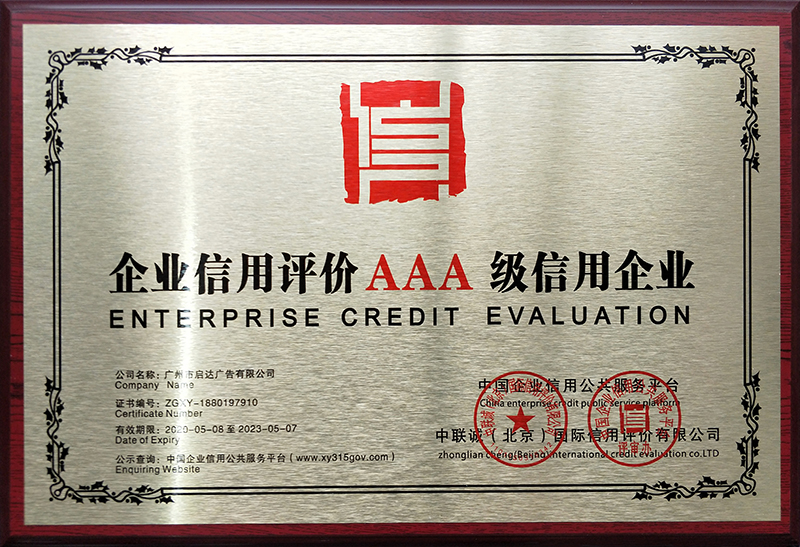 信
企业信用评价AAA级信用企业
ENTERPRISE CREDIT EVALUATION
公司名称：广州市启达广告有限公司
Company Name
证书编号：ZGXY-1880197910
Certificate Number
有效期限：2020-05-08 至 2023-05-07
Date of Expiry
公示查询：中国企业信用公共服务平台（www.xy315gov.com）
Enquiring Website
中国企业信用公共服务平台
China enterprise credit public service platform
中联诚（北京）国际信用评价有限公司
zhonglian cheng(Beijing)international credit evaluation co.LTD